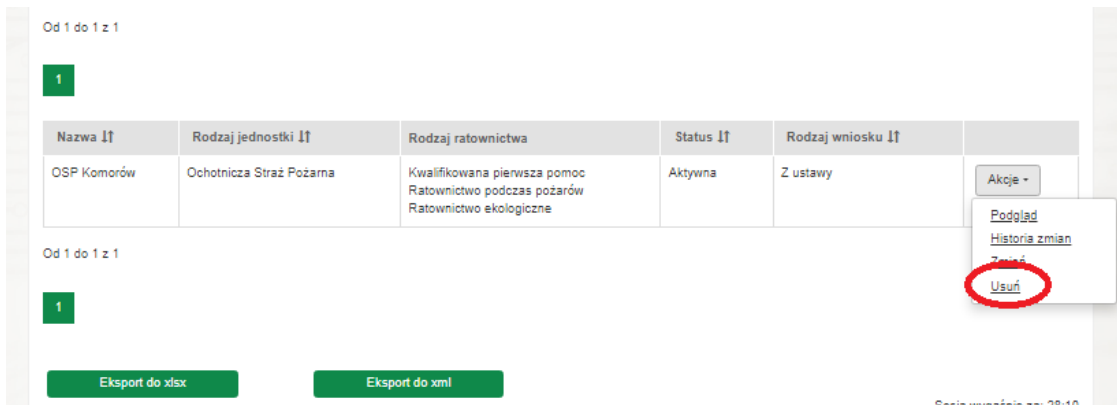 Od 1 do 1 z 1
1
Nazwa ↓↑ Rodzaj jednostki ↓↑ Rodzaj ratownictwa Status ↓↑ Rodzaj wniosku ↓↑
OSP Komorów Ochotnicza Straż Pożarna Kwalifikowana pierwsza pomoc Aktywna Z ustawy Akcje
Ratownictwo podczas pożarów
Ratownictwo ekologiczne
Podgląd
Historia zmian
Zmień
Usuń
Od 1 do 1 z 1
1
Eksport do xlsx Eksport do xml